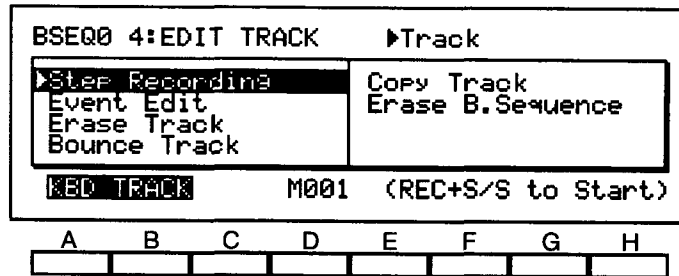 BSEQ0 4:EDIT TRACK ▶Track
▶Step Recording
Event Edit
Erase Track
Bounce Track
Copy Track
Erase B.Sequence
KBD TRACK M001 (REC+S/S to Start)
A B C D E F G H